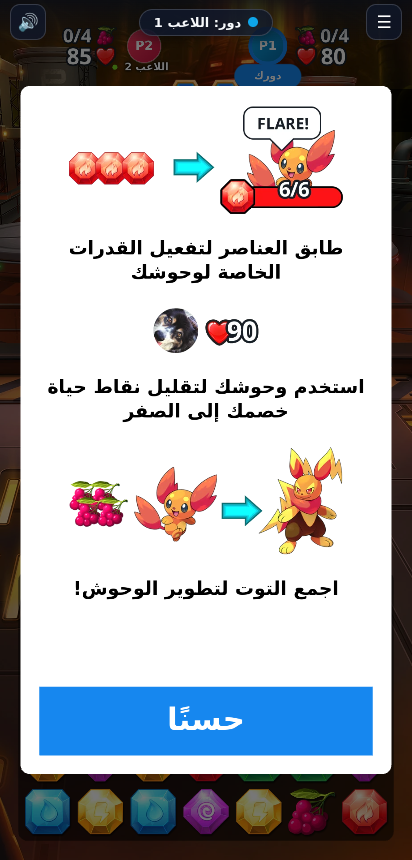 دور: اللاعب 1
0/4
P2
P1
0/4
85
اللاعب 2
80
دورك
FLARE!
6/6
طابق العناصر لتفعيل القدرات
الخاصة لوحوشك
90
استخدم وحوشك لتقليل نقاط حياة
خصمك إلى الصفر
اجمع التوت لتطوير الوحوش!
حسنًا